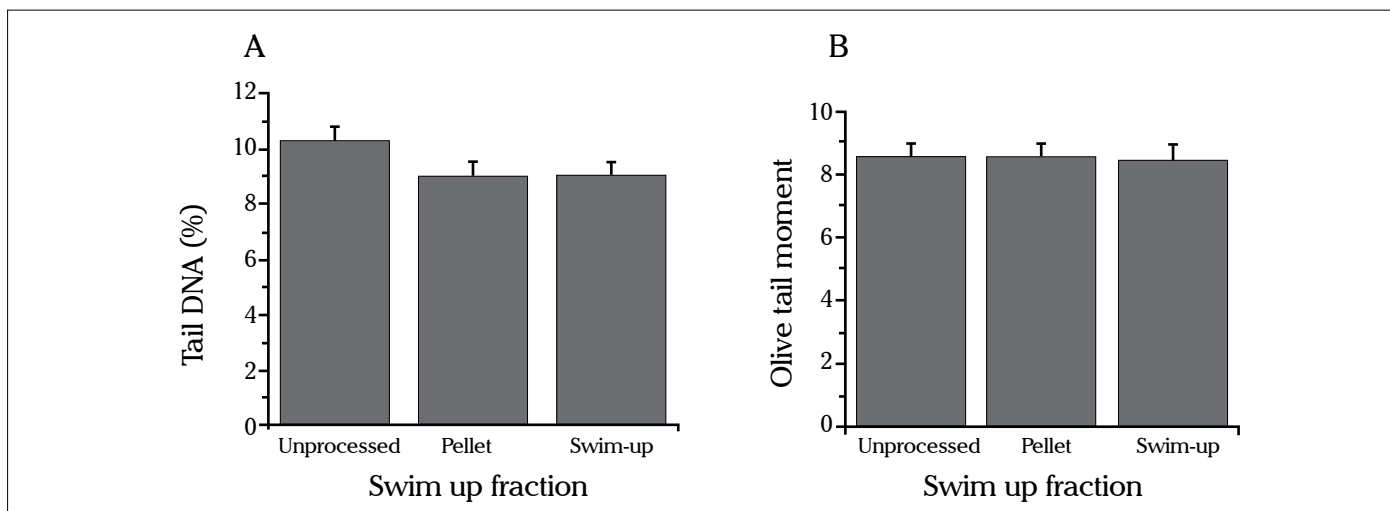 A
12
10
8
6
4
2
0
Tail DNA (%)
Unprocessed Pellet Swim-up
Swim up fraction
B
10
8
6
4
2
0
Olive tail moment
Unprocessed Pellet Swim-up
Swim up fraction